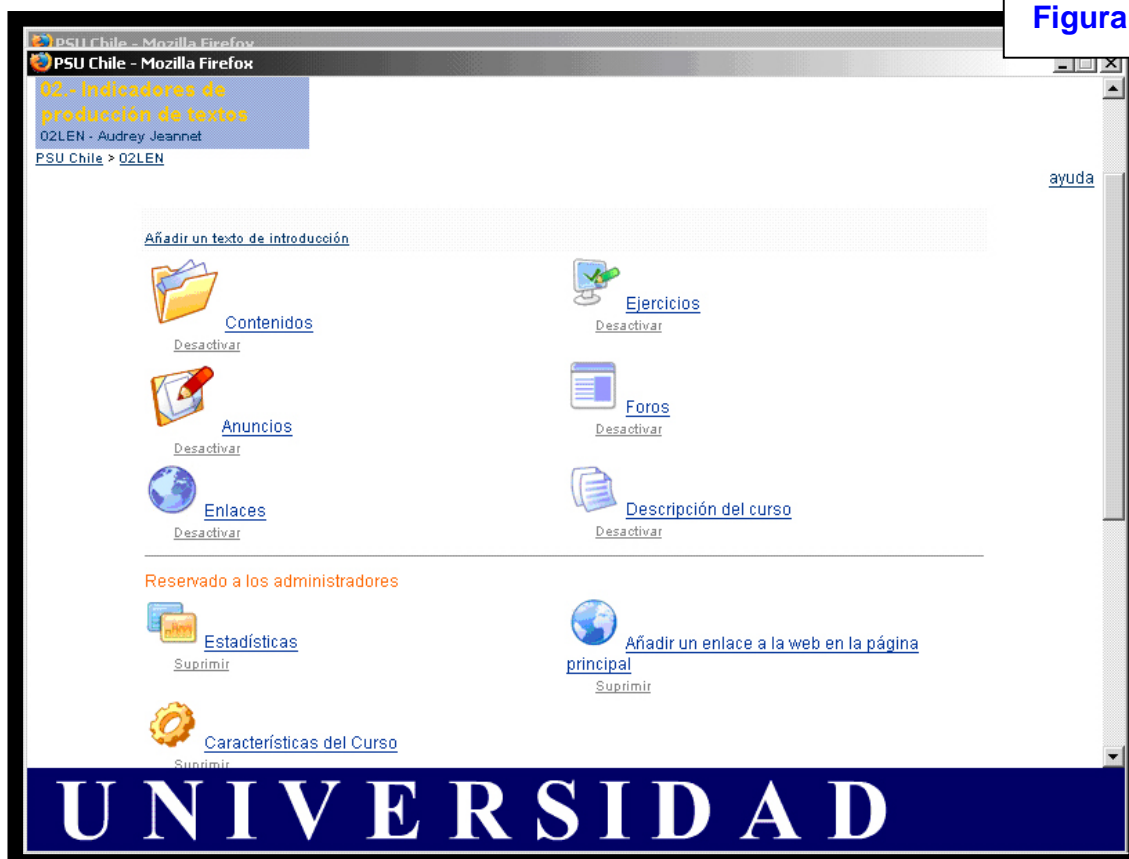 Figura
PSU Chile - Mozilla Firefox
PSU Chile - Mozilla Firefox
02.- Indicadores de
producción de textos
02LEN - Audrey Jeannet
PSU Chile > 02LEN
ayuda
Añadir un texto de introducción
Contenidos
Desactivar
Ejercicios
Desactivar
Anuncios
Desactivar
Foros
Desactivar
Enlaces
Desactivar
Descripción del curso
Desactivar
Reservado a los administradores
Estadísticas
Suprimir
Añadir un enlace a la web en la página
principal
Suprimir
Características del Curso
Suprimir
UNIVERSIDAD